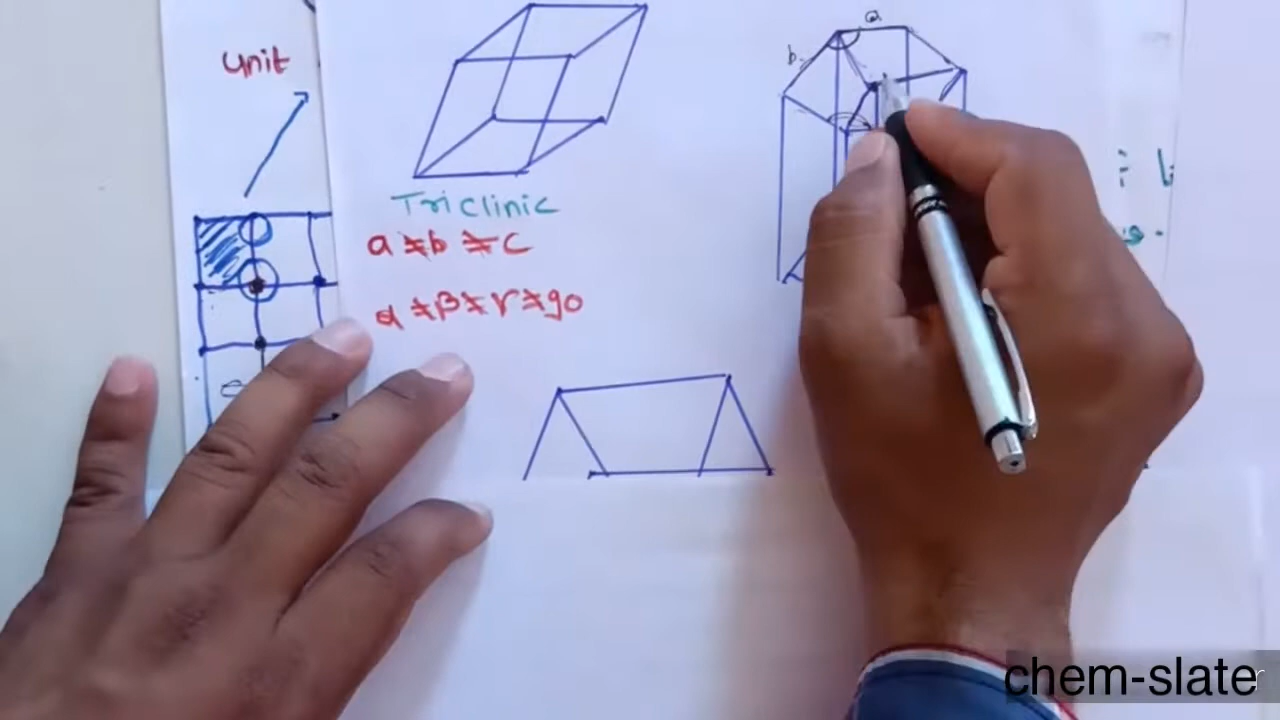 unit
a
b
Triclinic
a ≠ b ≠ c
α ≠ β ≠ γ ≠ 90
chem-slate